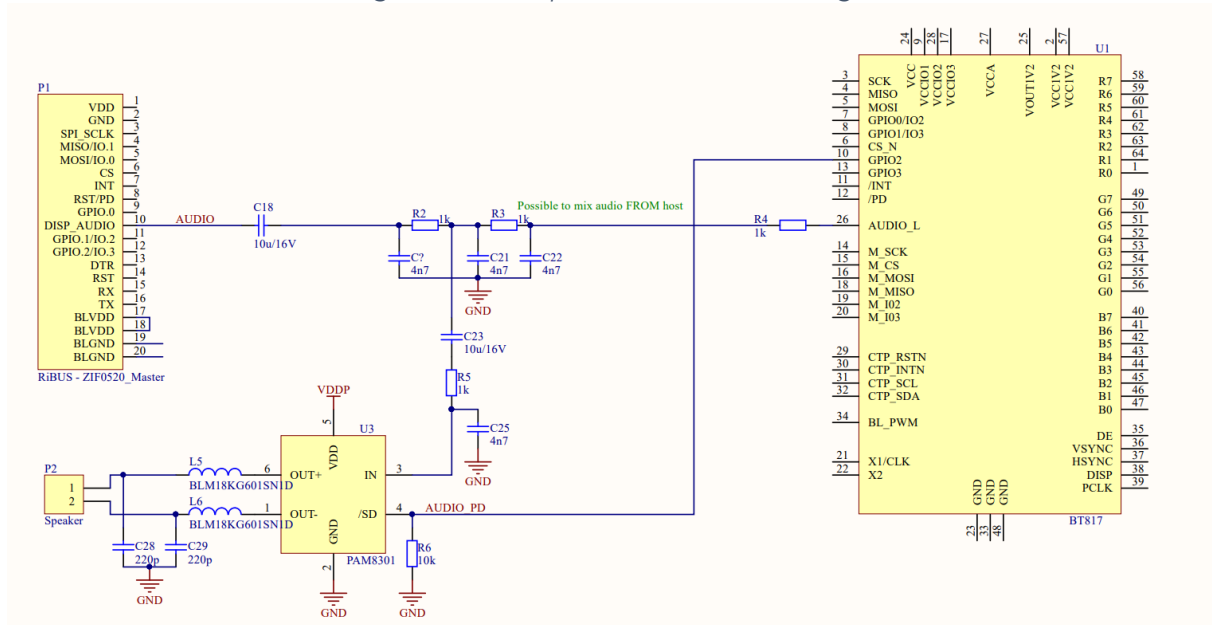 P1
VDD 1
GND 2
SPI_SCLK 3
MISO/IO.1 4
MOSI/IO.0 5
CS 6
INT 7
RST/PD 8
GPIO.0 9
DISP_AUDIO 10
GPIO.1/IO.2 11
GPIO.2/IO.3 12
DTR 13
RST 14
RX 15
TX 16
BLVDD 17
BLVDD 18
BLGND 19
BLGND 20
RiBUS - ZIF0520_Master
AUDIO
C18
10u/16V
R2
1k
R3
1k
Possible to mix audio FROM host
R4
1k
C?
4n7
C21
4n7
C22
4n7
GND
C23
10u/16V
R5
1k
C25
4n7
GND
VDDP
U3
5
VDD
6 OUT+
IN 3
1 OUT-
/SD 4
GND
2
PAM8301
GND
AUDIO_PD
R6
10k
GND
P2
1
2
Speaker
L5
BLM18KG601SN1D
L6
BLM18KG601SN1D
C28
220p
C29
220p
GND
U1
24 VCC
9 VCCIO1
28 VCCIO2
17 VCCIO3
27 VCCA
25 VOUT1V2
2 VCC1V2
57 VCC1V2
3 SCK
4 MISO
5 MOSI
7 GPIO0/IO2
8 GPIO1/IO3
6 CS_N
10 GPIO2
13 GPIO3
11 /INT
12 /PD
26 AUDIO_L
14 M_SCK
15 M_CS
16 M_MOSI
18 M_MISO
19 M_I02
20 M_I03
29 CTP_RSTN
30 CTP_INTN
31 CTP_SCL
32 CTP_SDA
34 BL_PWM
21 X1/CLK
22 X2
R7 58
R6 59
R5 60
R4 61
R3 62
R2 63
R1 64
R0 1
G7 49
G6 50
G5 51
G4 52
G3 53
G2 54
G1 55
G0 56
B7 40
B6 41
B5 42
B4 43
B3 44
B2 45
B1 46
B0 47
DE 35
VSYNC 36
HSYNC 37
DISP 38
PCLK 39
GND 23
GND 33
GND 48
BT817